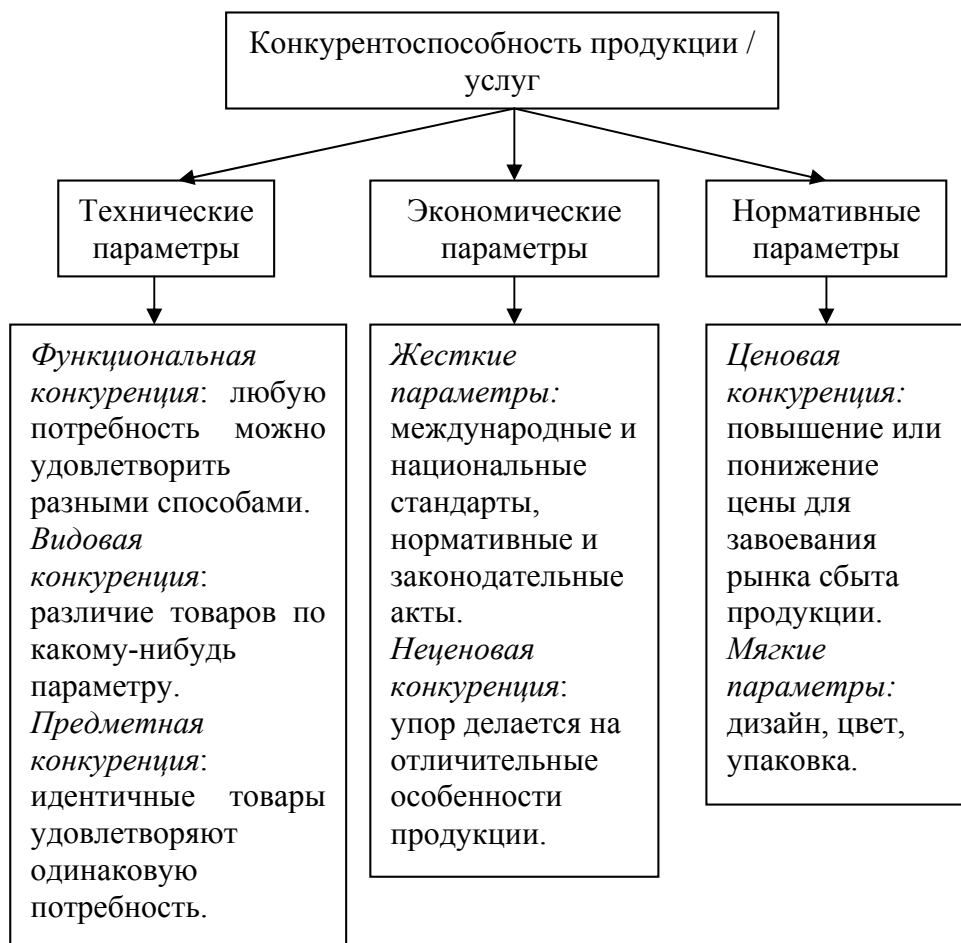 Конкурентоспособность продукции /
услуг
Технические
параметры
Экономические
параметры
Нормативные
параметры
Функциональная
конкуренция: любую
потребность можно
удовлетворить
разными способами.
Видовая
конкуренция:
различие товаров по
какому-нибудь
параметру.
Предметная
конкуренция:
идентичные товары
удовлетворяют
одинаковую
потребность.
Жесткие
параметры:
международные и
национальные
стандарты,
нормативные и
законодательные
акты.
Неценовая
конкуренция:
упор делается на
отличительные
особенности
продукции.
Ценовая
конкуренция:
повышение или
понижение
цены для
завоевания
рынка сбыта
продукции.
Мягкие
параметры:
дизайн, цвет,
упаковка.